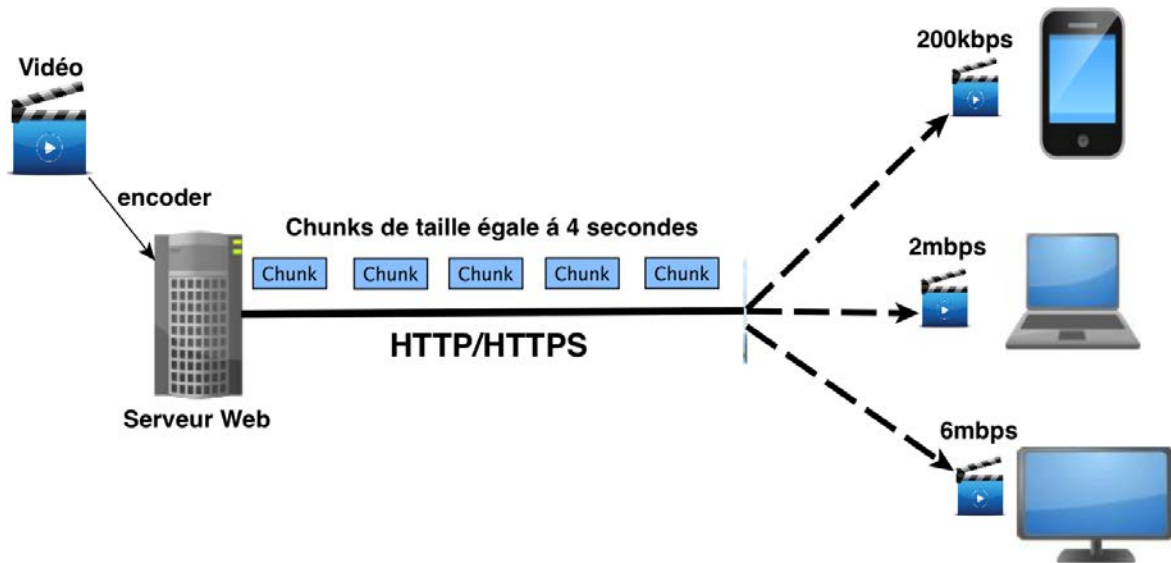 Vidéo
encoder
Serveur Web
Chunks de taille égale á 4 secondes
Chunk Chunk Chunk Chunk Chunk
HTTP/HTTPS
200kbps
2mbps
6mbps